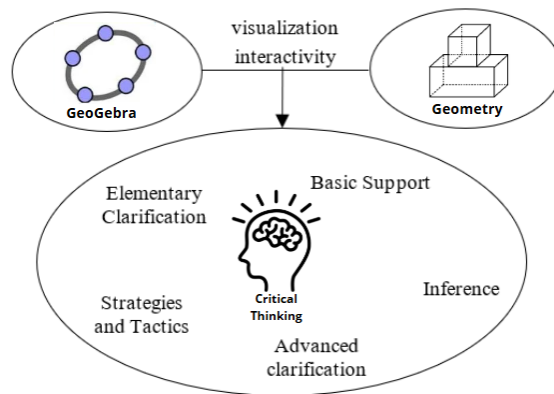 visualization
interactivity
GeoGebra
Geometry
Elementary
Clarification
Basic Support
Critical
Thinking
Inference
Strategies
and Tactics
Advanced
clarification